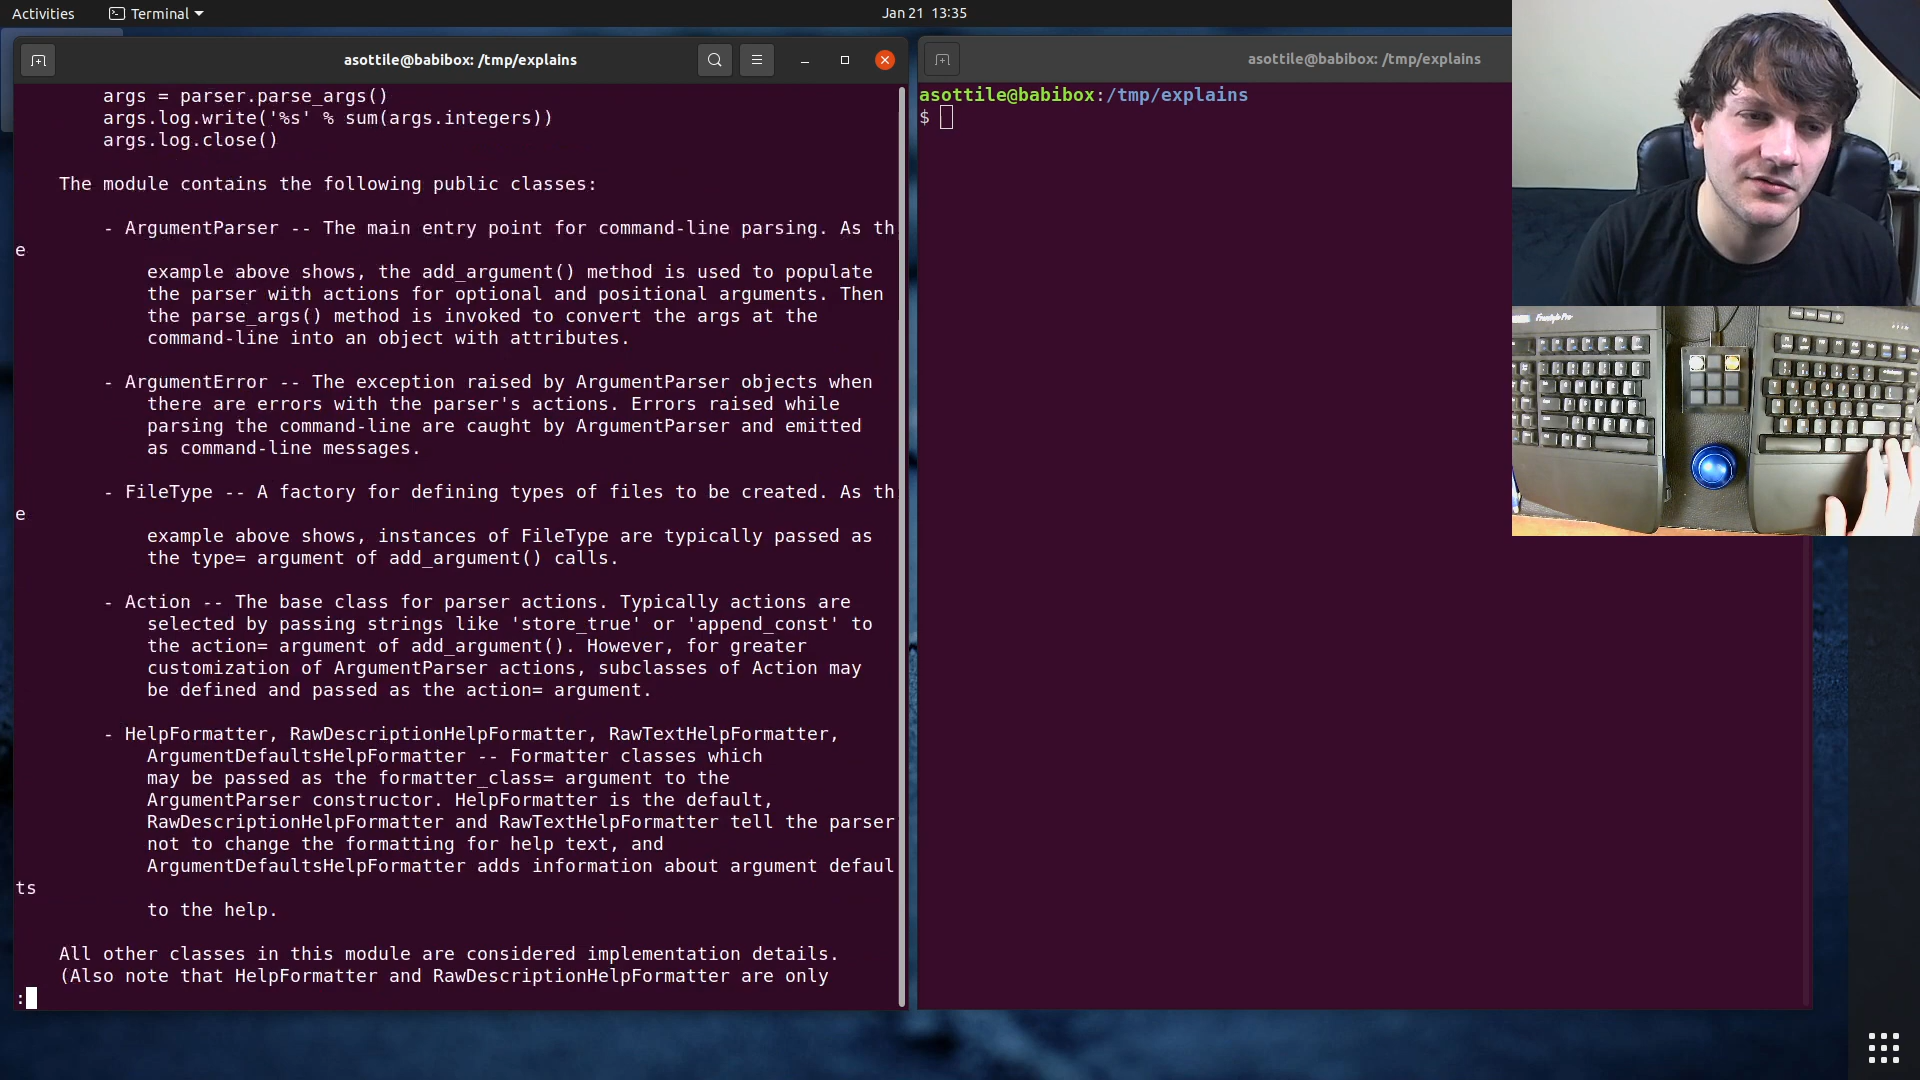 Activities
Terminal
Jan 21 13:35
asottile@babibox: /tmp/explains
asottile@babibox: /tmp/explains
args = parser.parse_args()
args.log.write('%s' % sum(args.integers))
args.log.close()
The module contains the following public classes:
- ArgumentParser -- The main entry point for command-line parsing. As th
e
example above shows, the add_argument() method is used to populate
the parser with actions for optional and positional arguments. Then
the parse_args() method is invoked to convert the args at the
command-line into an object with attributes.
- ArgumentError -- The exception raised by ArgumentParser objects when
there are errors with the parser's actions. Errors raised while
parsing the command-line are caught by ArgumentParser and emitted
as command-line messages.
- FileType -- A factory for defining types of files to be created. As th
e
example above shows, instances of FileType are typically passed as
the type= argument of add_argument() calls.
- Action -- The base class for parser actions. Typically actions are
selected by passing strings like 'store_true' or 'append_const' to
the action= argument of add_argument(). However, for greater
customization of ArgumentParser actions, subclasses of Action may
be defined and passed as the action= argument.
- HelpFormatter, RawDescriptionHelpFormatter, RawTextHelpFormatter,
ArgumentDefaultsHelpFormatter -- Formatter classes which
may be passed as the formatter_class= argument to the
ArgumentParser constructor. HelpFormatter is the default,
RawDescriptionHelpFormatter and RawTextHelpFormatter tell the parser
not to change the formatting for help text, and
ArgumentDefaultsHelpFormatter adds information about argument defaul
ts
to the help.
All other classes in this module are considered implementation details.
(Also note that HelpFormatter and RawDescriptionHelpFormatter are only
:
asottile@babibox:/tmp/explains
$
Freestyle Pro